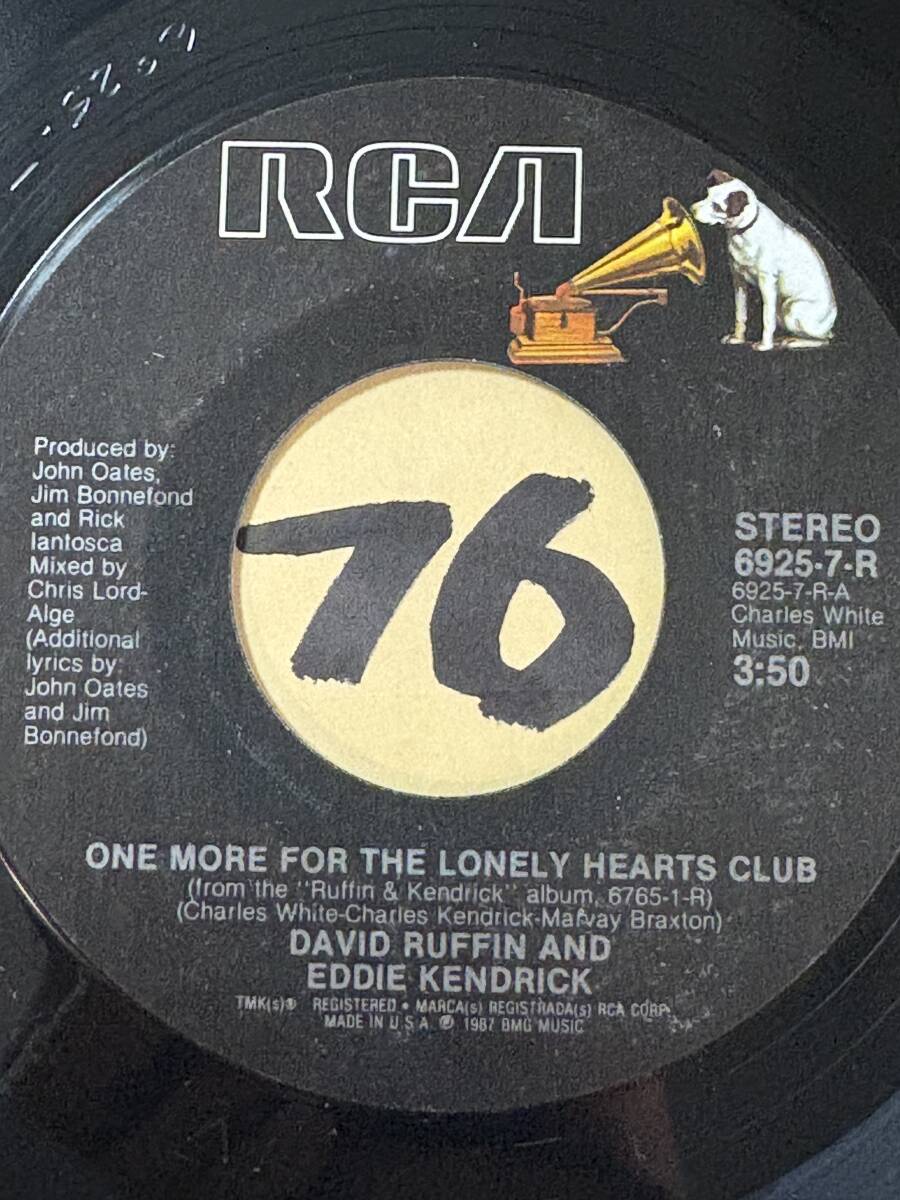 RCA
Produced by:
John Oates,
Jim Bonnefond
and Rick
Iantosca
Mixed by
Chris Lord-
Alge
(Additional
lyrics by
John Oates
and Jim
Bonnefond)
76
STEREO
6925-7-R
6925-7-R-A
Charles White
Music, BMI
3:50
ONE MORE FOR THE LONELY HEARTS CLUB
(from the "Ruffin & Kendrick" album, 6765-1-R)
(Charles White-Charles Kendrick-Marvay Braxton)
DAVID RUFFIN AND
EDDIE KENDRICK
TMK(s)® REGISTERED • MARCA(s) REGISTRADA(s) RCA CORP.
MADE IN U.S.A. ℗ 1987 BMG MUSIC